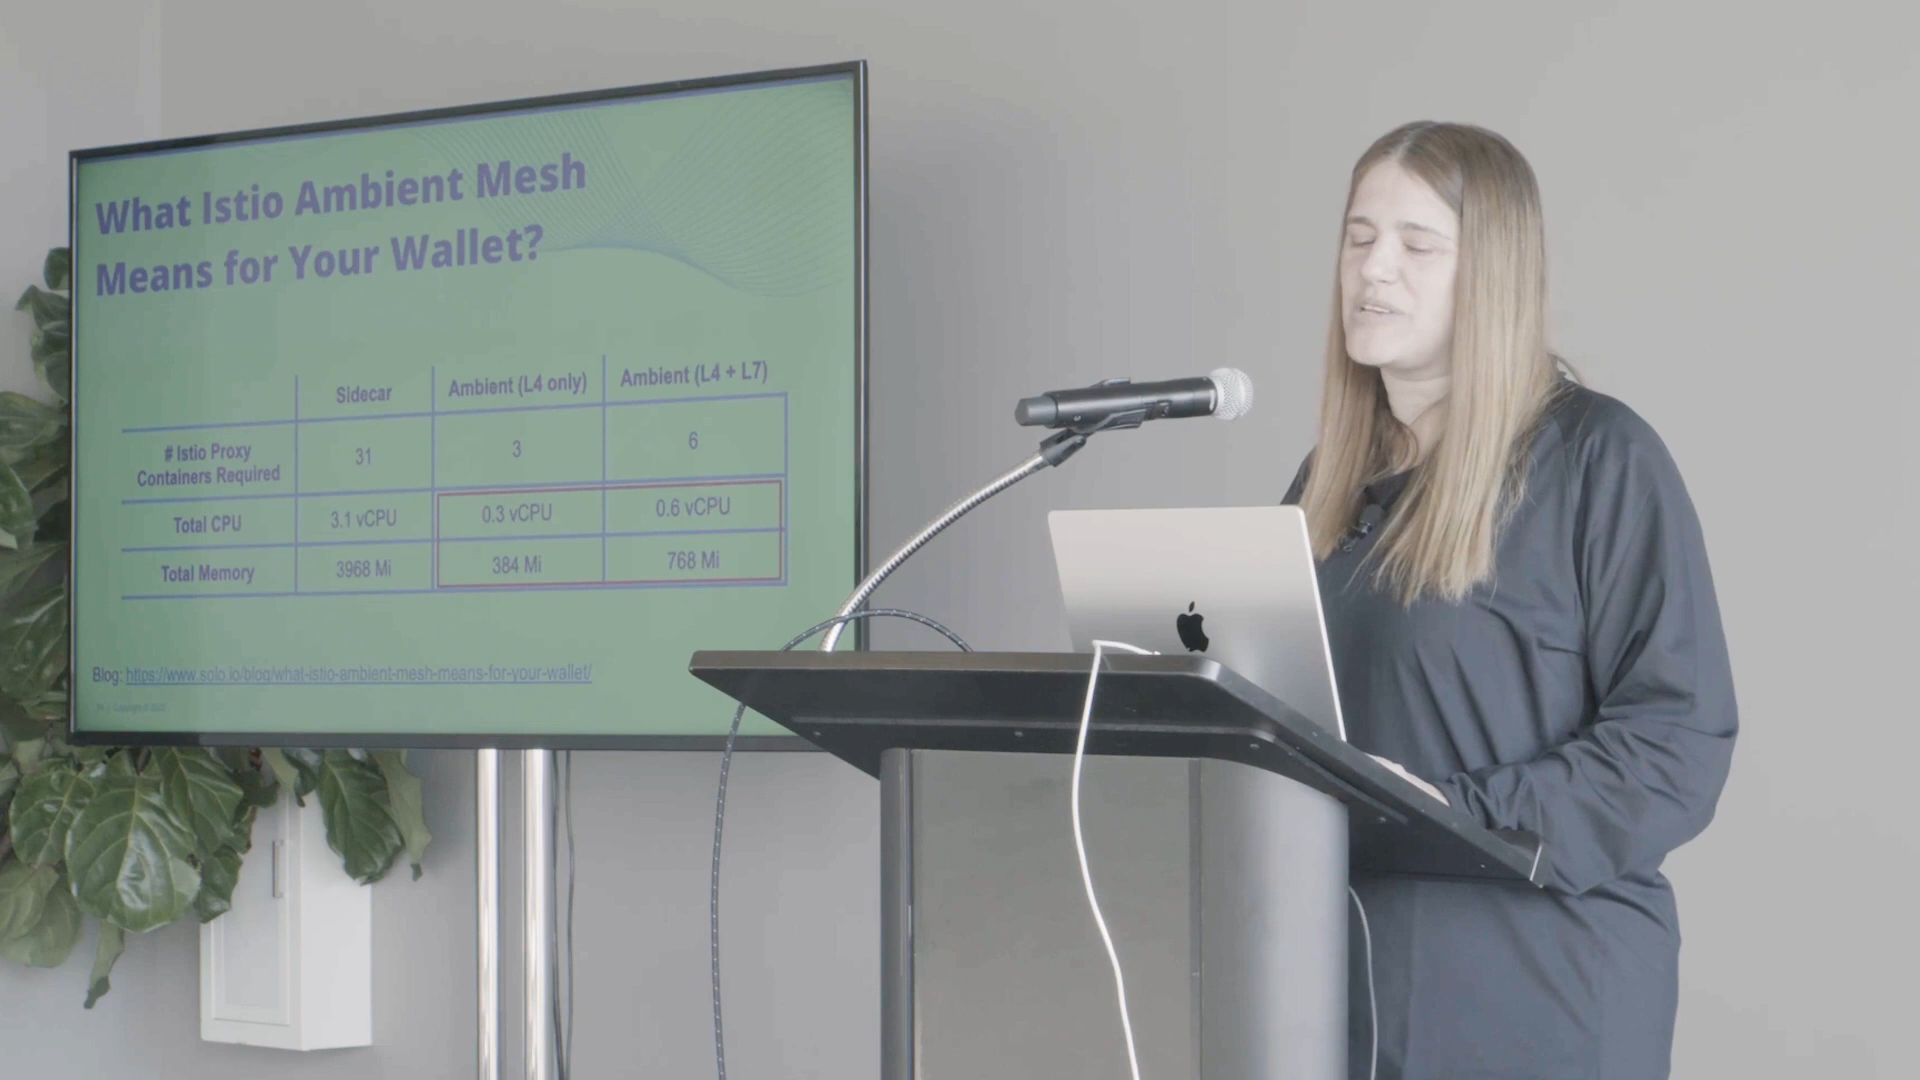 What Istio Ambient Mesh
Means for Your Wallet?
Sidecar
Ambient (L4 only)
Ambient (L4 + L7)
# Istio Proxy
Containers Required
31
3
6
Total CPU
3.1 vCPU
0.3 vCPU
0.6 vCPU
Total Memory
3968 Mi
384 Mi
768 Mi
Blog: https://www.solo.io/blog/what-istio-ambient-mesh-means-for-your-wallet/